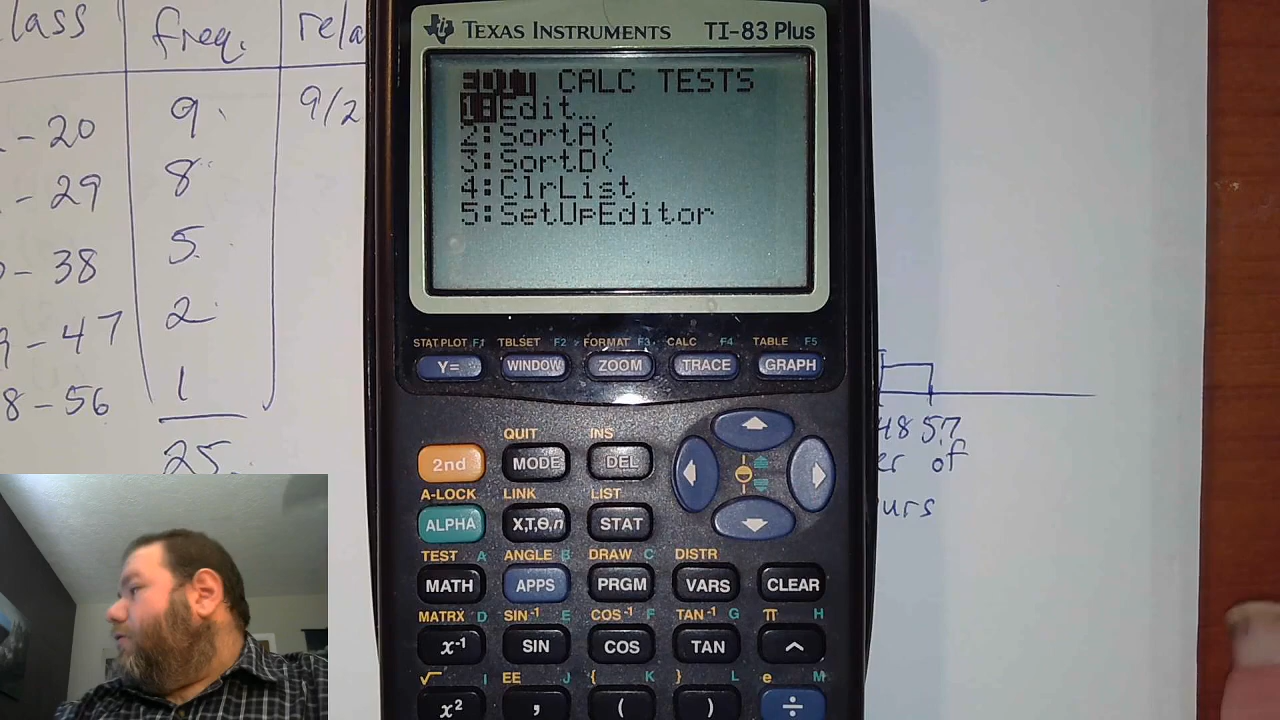 lass freq. rela
- 20 9 9/2
- 29 8
- 38 5
- 47 2
8 - 56 1
25
TEXAS INSTRUMENTS TI-83 Plus
EDIT CALC TESTS
1:Edit…
2:SortA(
3:SortD(
4:ClrList
5:SetUpEditor
STAT PLOT F1 TBLSET F2 FORMAT F3 CALC F4 TABLE F5
Y= WINDOW ZOOM TRACE GRAPH
QUIT INS
2nd MODE DEL
A-LOCK LINK LIST
ALPHA X,T,Θ,n STAT
TEST A ANGLE B DRAW C DISTR
MATH APPS PRGM VARS CLEAR
MATRX D SIN⁻¹ E COS⁻¹ F TAN⁻¹ G π H
x⁻¹ SIN COS TAN ^
√ I EE J { K } L e M
x² , ( ) ÷
48 57
er of
urs